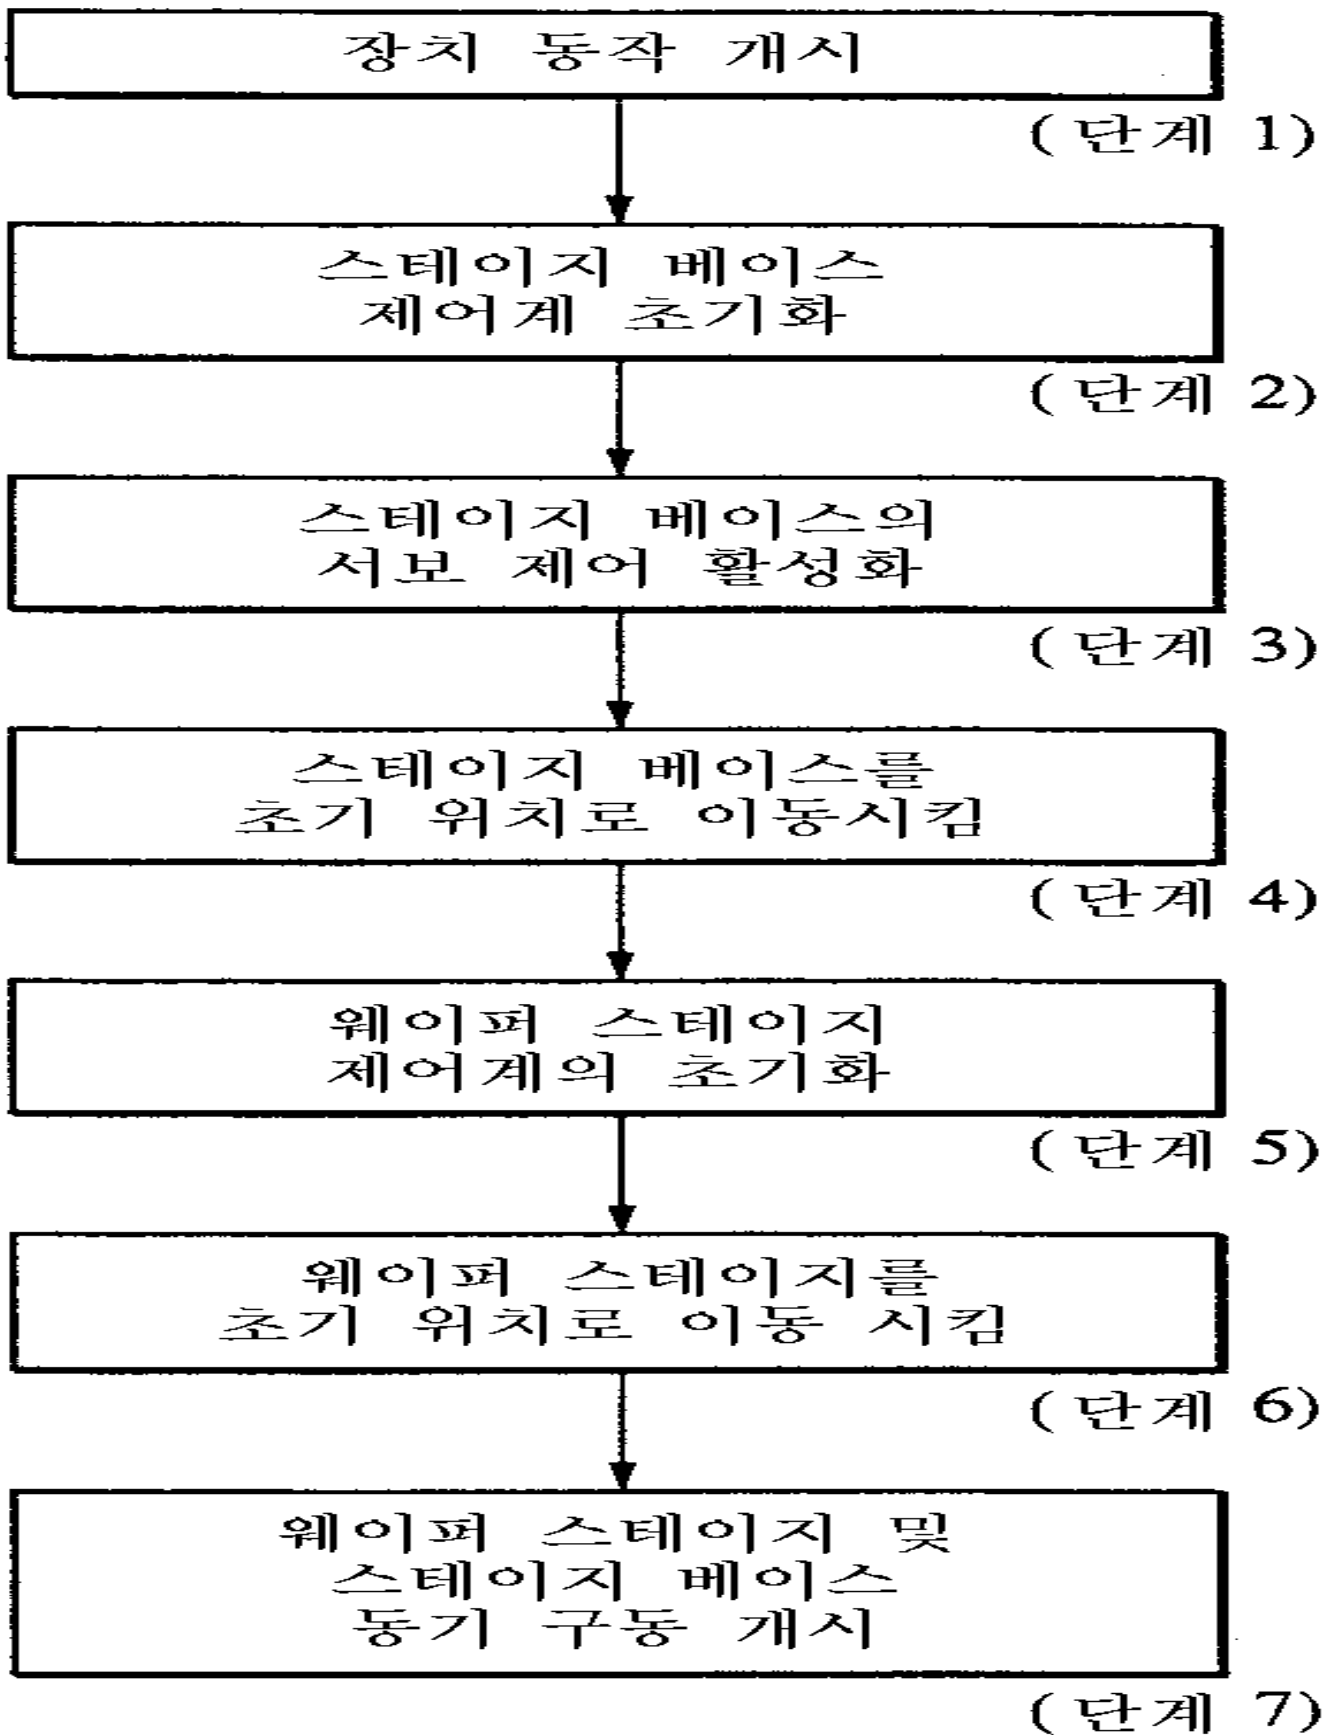 장치 동작 개시
(단계 1)
스테이지 베이스
제어계 초기화
(단계 2)
스테이지 베이스의
서보 제어 활성화
(단계 3)
스테이지 베이스를
초기 위치로 이동시킴
(단계 4)
웨이퍼 스테이지
제어계의 초기화
(단계 5)
웨이퍼 스테이지를
초기 위치로 이동 시킴
(단계 6)
웨이퍼 스테이지 및
스테이지 베이스
동기 구동 개시
(단계 7)